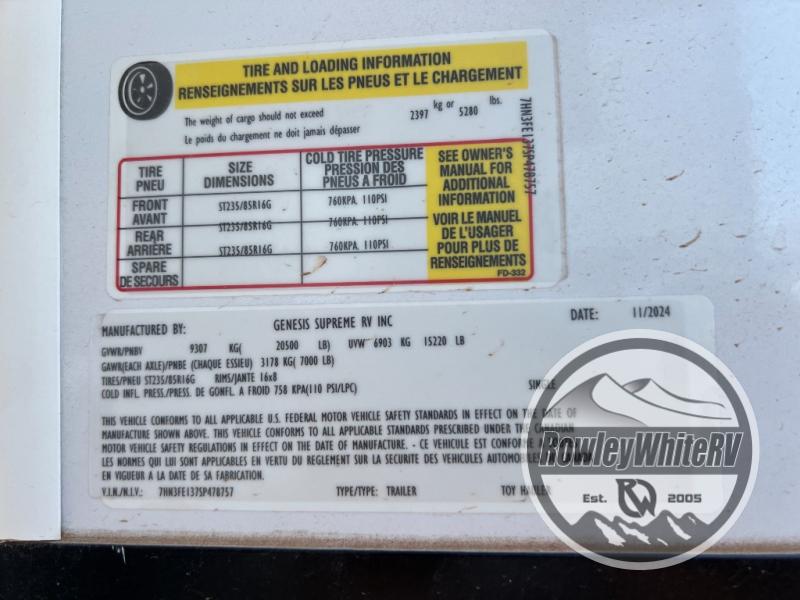 TIRE AND LOADING INFORMATION
RENSEIGNEMENTS SUR LES PNEUS ET LE CHARGEMENT
The weight of cargo should not exceed 2397 kg or 5280 lbs.
Le poids du chargement ne doit jamais dépasser
TIRE PNEU
SIZE DIMENSIONS
COLD TIRE PRESSURE PRESSION DES PNEUS A FROID
SEE OWNER'S MANUAL FOR ADDITIONAL INFORMATION
VOIR LE MANUEL DE L'USAGER POUR PLUS DE RENSEIGNEMENTS
FD-332
FRONT AVANT ST235/85R16G 760KPA. 110PSI
REAR ARRIÈRE ST235/85R16G 760KPA. 110PSI
SPARE DE SECOURS ST235/85R16G 760KPA. 110PSI
MANUFACTURED BY: GENESIS SUPREME RV INC DATE: 11/2024
GVWR/PNBV 9307 KG( 20500 LB) UVW 6903 KG 15220 LB
GAWR(EACH AXLE)/PNBE (CHAQUE ESSIEU) 3178 KG( 7000 LB)
TIRES/PNEU ST235/85R16G RIMS/JANTE 16x8
COLD INFL. PRESS./PRESS. DE GONFL. A FROID 758 KPA(110 PSI/LPC) SINGLE
THIS VEHICLE CONFORMS TO ALL APPLICABLE U.S. FEDERAL MOTOR VEHICLE SAFETY STANDARDS IN EFFECT ON THE DATE OF
MANUFACTURE SHOWN ABOVE. THIS VEHICLE CONFORMS TO ALL APPLICABLE STANDARDS PRESCRIBED UNDER THE CANADIAN
MOTOR VEHICLE SAFETY REGULATIONS IN EFFECT ON THE DATE OF MANUFACTURE. - CE VEHICULE EST CONFORME A
LES NORMES QUI LUI SONT APPLICABLES EN VERTU DU REGLEMENT SUR LA SECURITE DES VEHICULES AUTOMOBILES
EN VIGUEUR A LA DATE DE SA FABRICATION.
V.I.N./N.I.V.: 7HN3FE137SP478757 TYPE/TYPE: TRAILER TOY HAULER
RowleyWhiteRV
Est. RW 2005